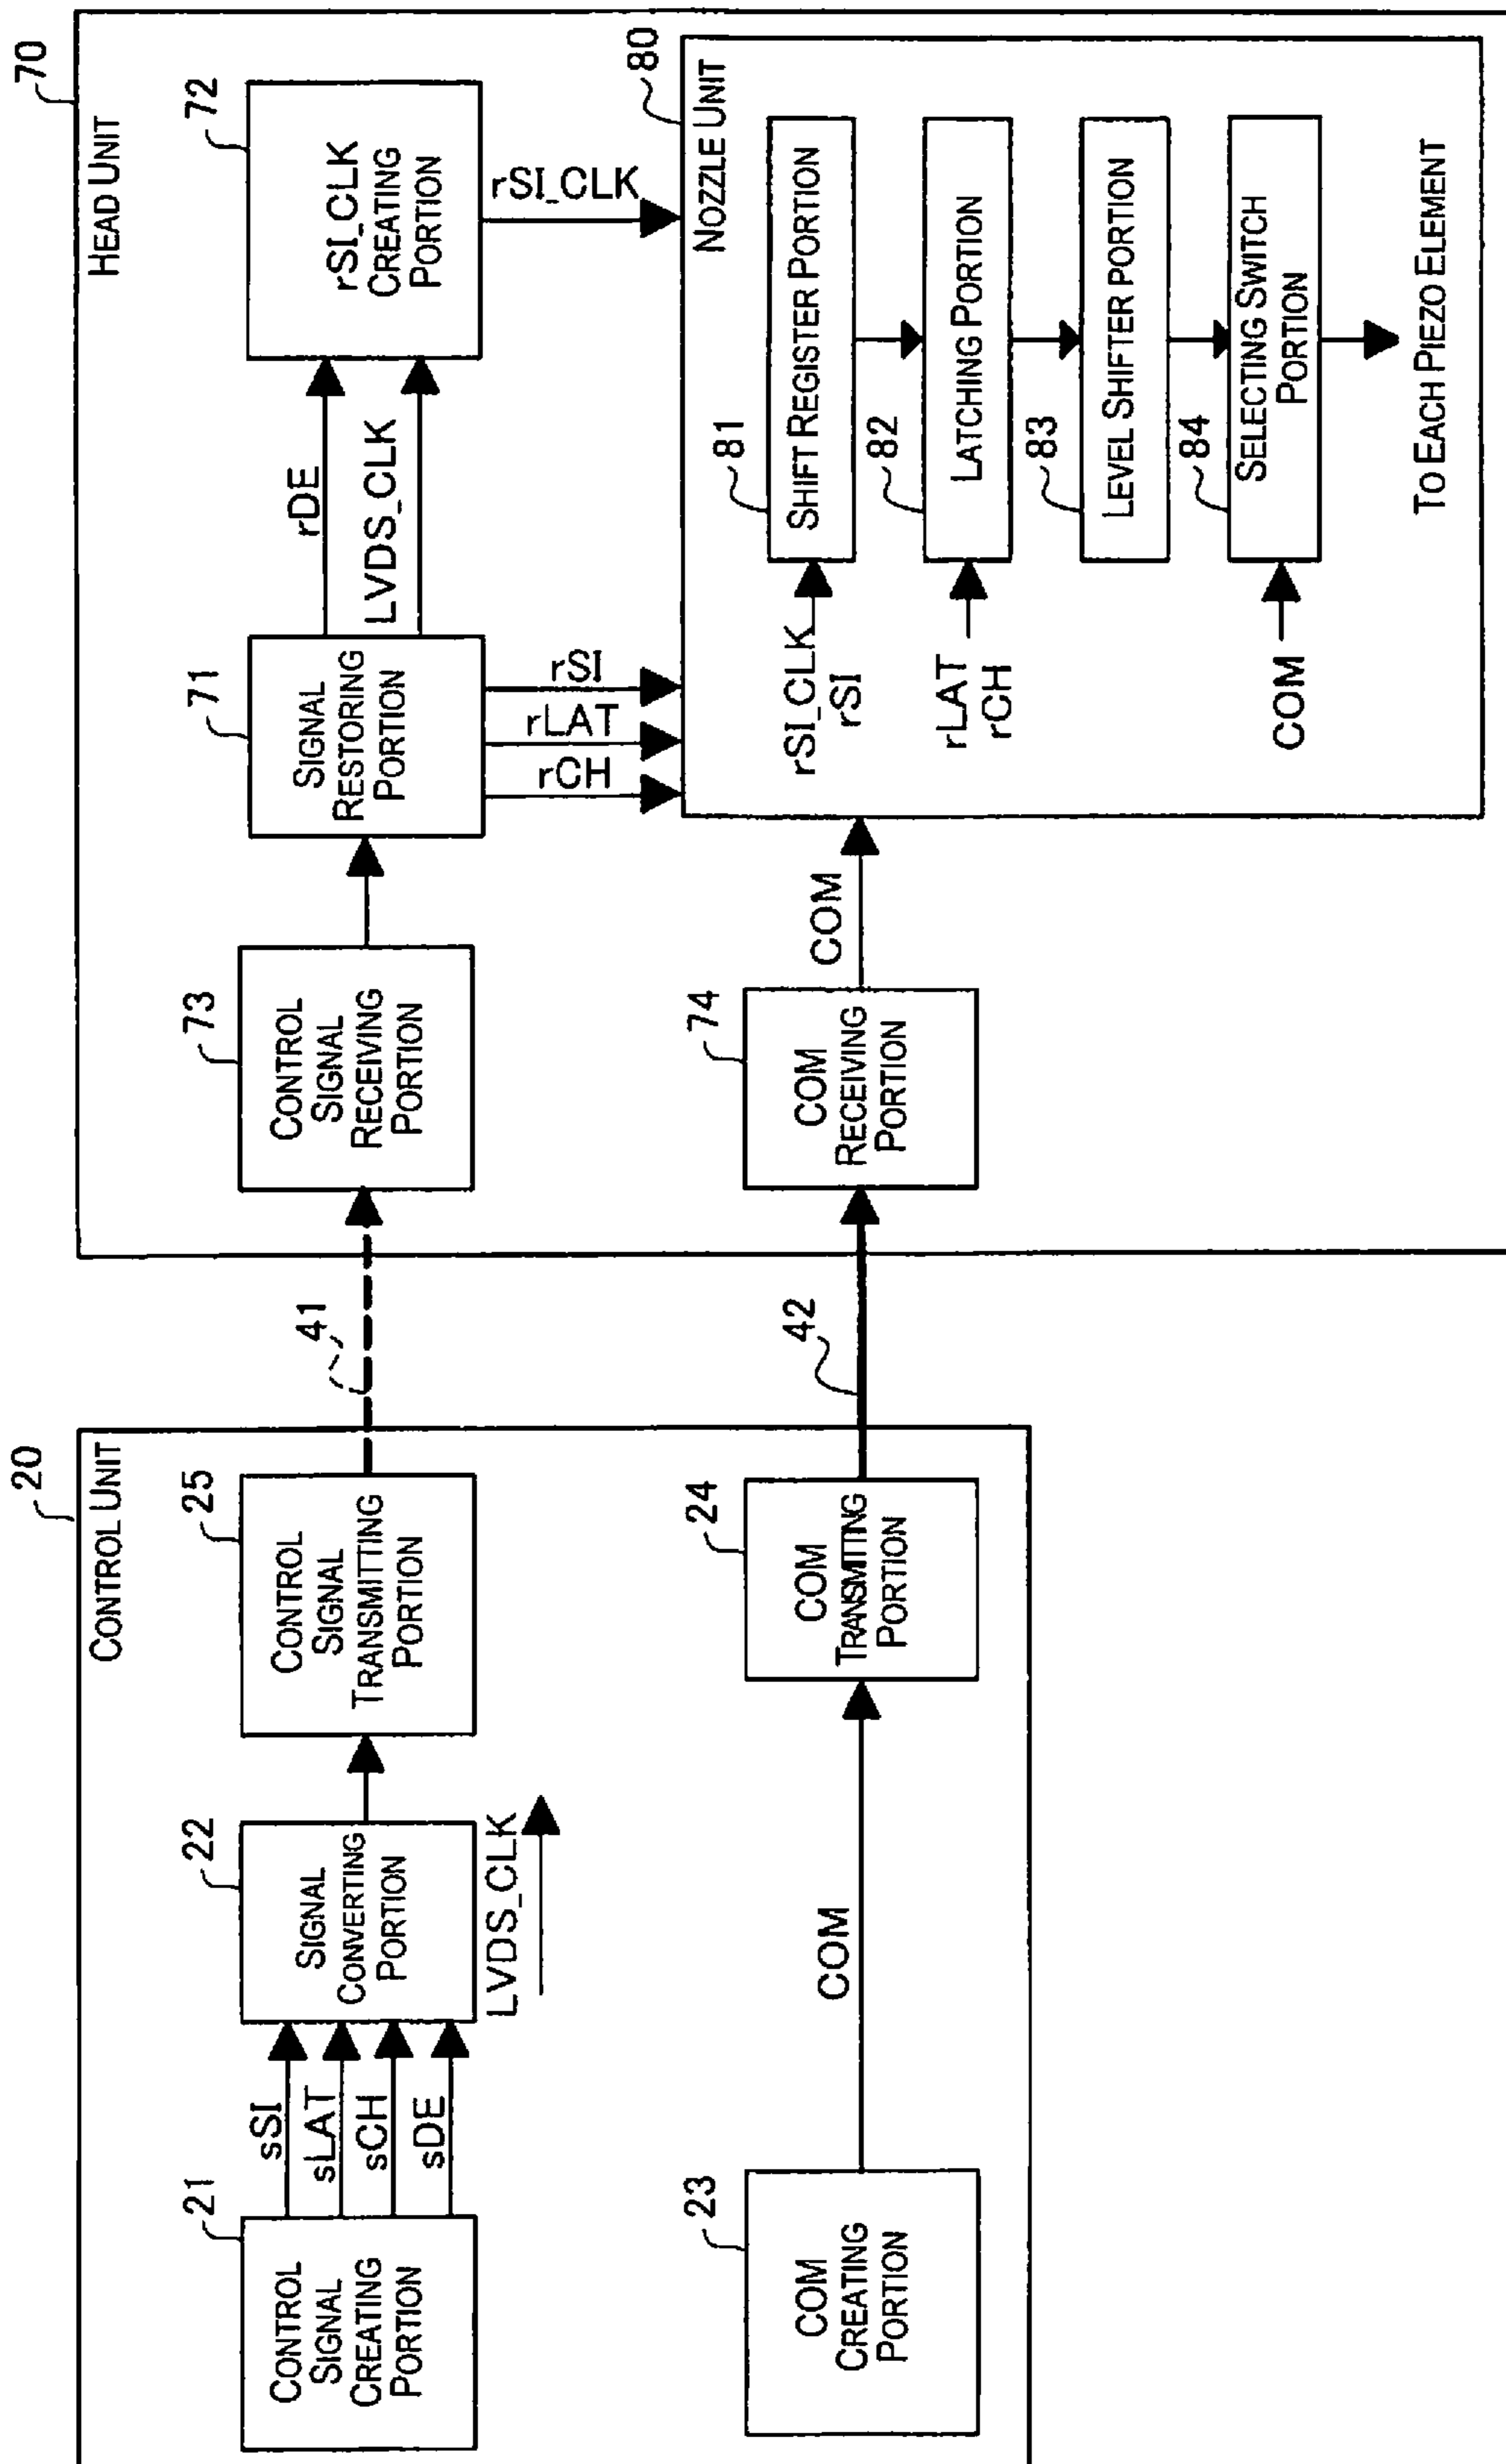 20
CONTROL UNIT
21
CONTROL
SIGNAL
CREATING
PORTION
sSI
sLAT
sCH
sDE
22
SIGNAL
CONVERTING
PORTION
LVDS_CLK
25
CONTROL
SIGNAL
TRANSMITTING
PORTION
23
COM
CREATING
PORTION
COM
24
COM
TRANSMITTING
PORTION
41
42
70
HEAD UNIT
73
CONTROL
SIGNAL
RECEIVING
PORTION
71
SIGNAL
RESTORING
PORTION
rDE
LVDS_CLK
72
rSI_CLK
CREATING
PORTION
rSI
rLAT
rCH
rSI_CLK
74
COM
RECEIVING
PORTION
COM
80
NOZZLE UNIT
rSI_CLK
rSI
81
SHIFT REGISTER PORTION
rLAT
rCH
82
LATCHING PORTION
83
LEVEL SHIFTER PORTION
COM
84
SELECTING SWITCH
PORTION
TO EACH PIEZO ELEMENT